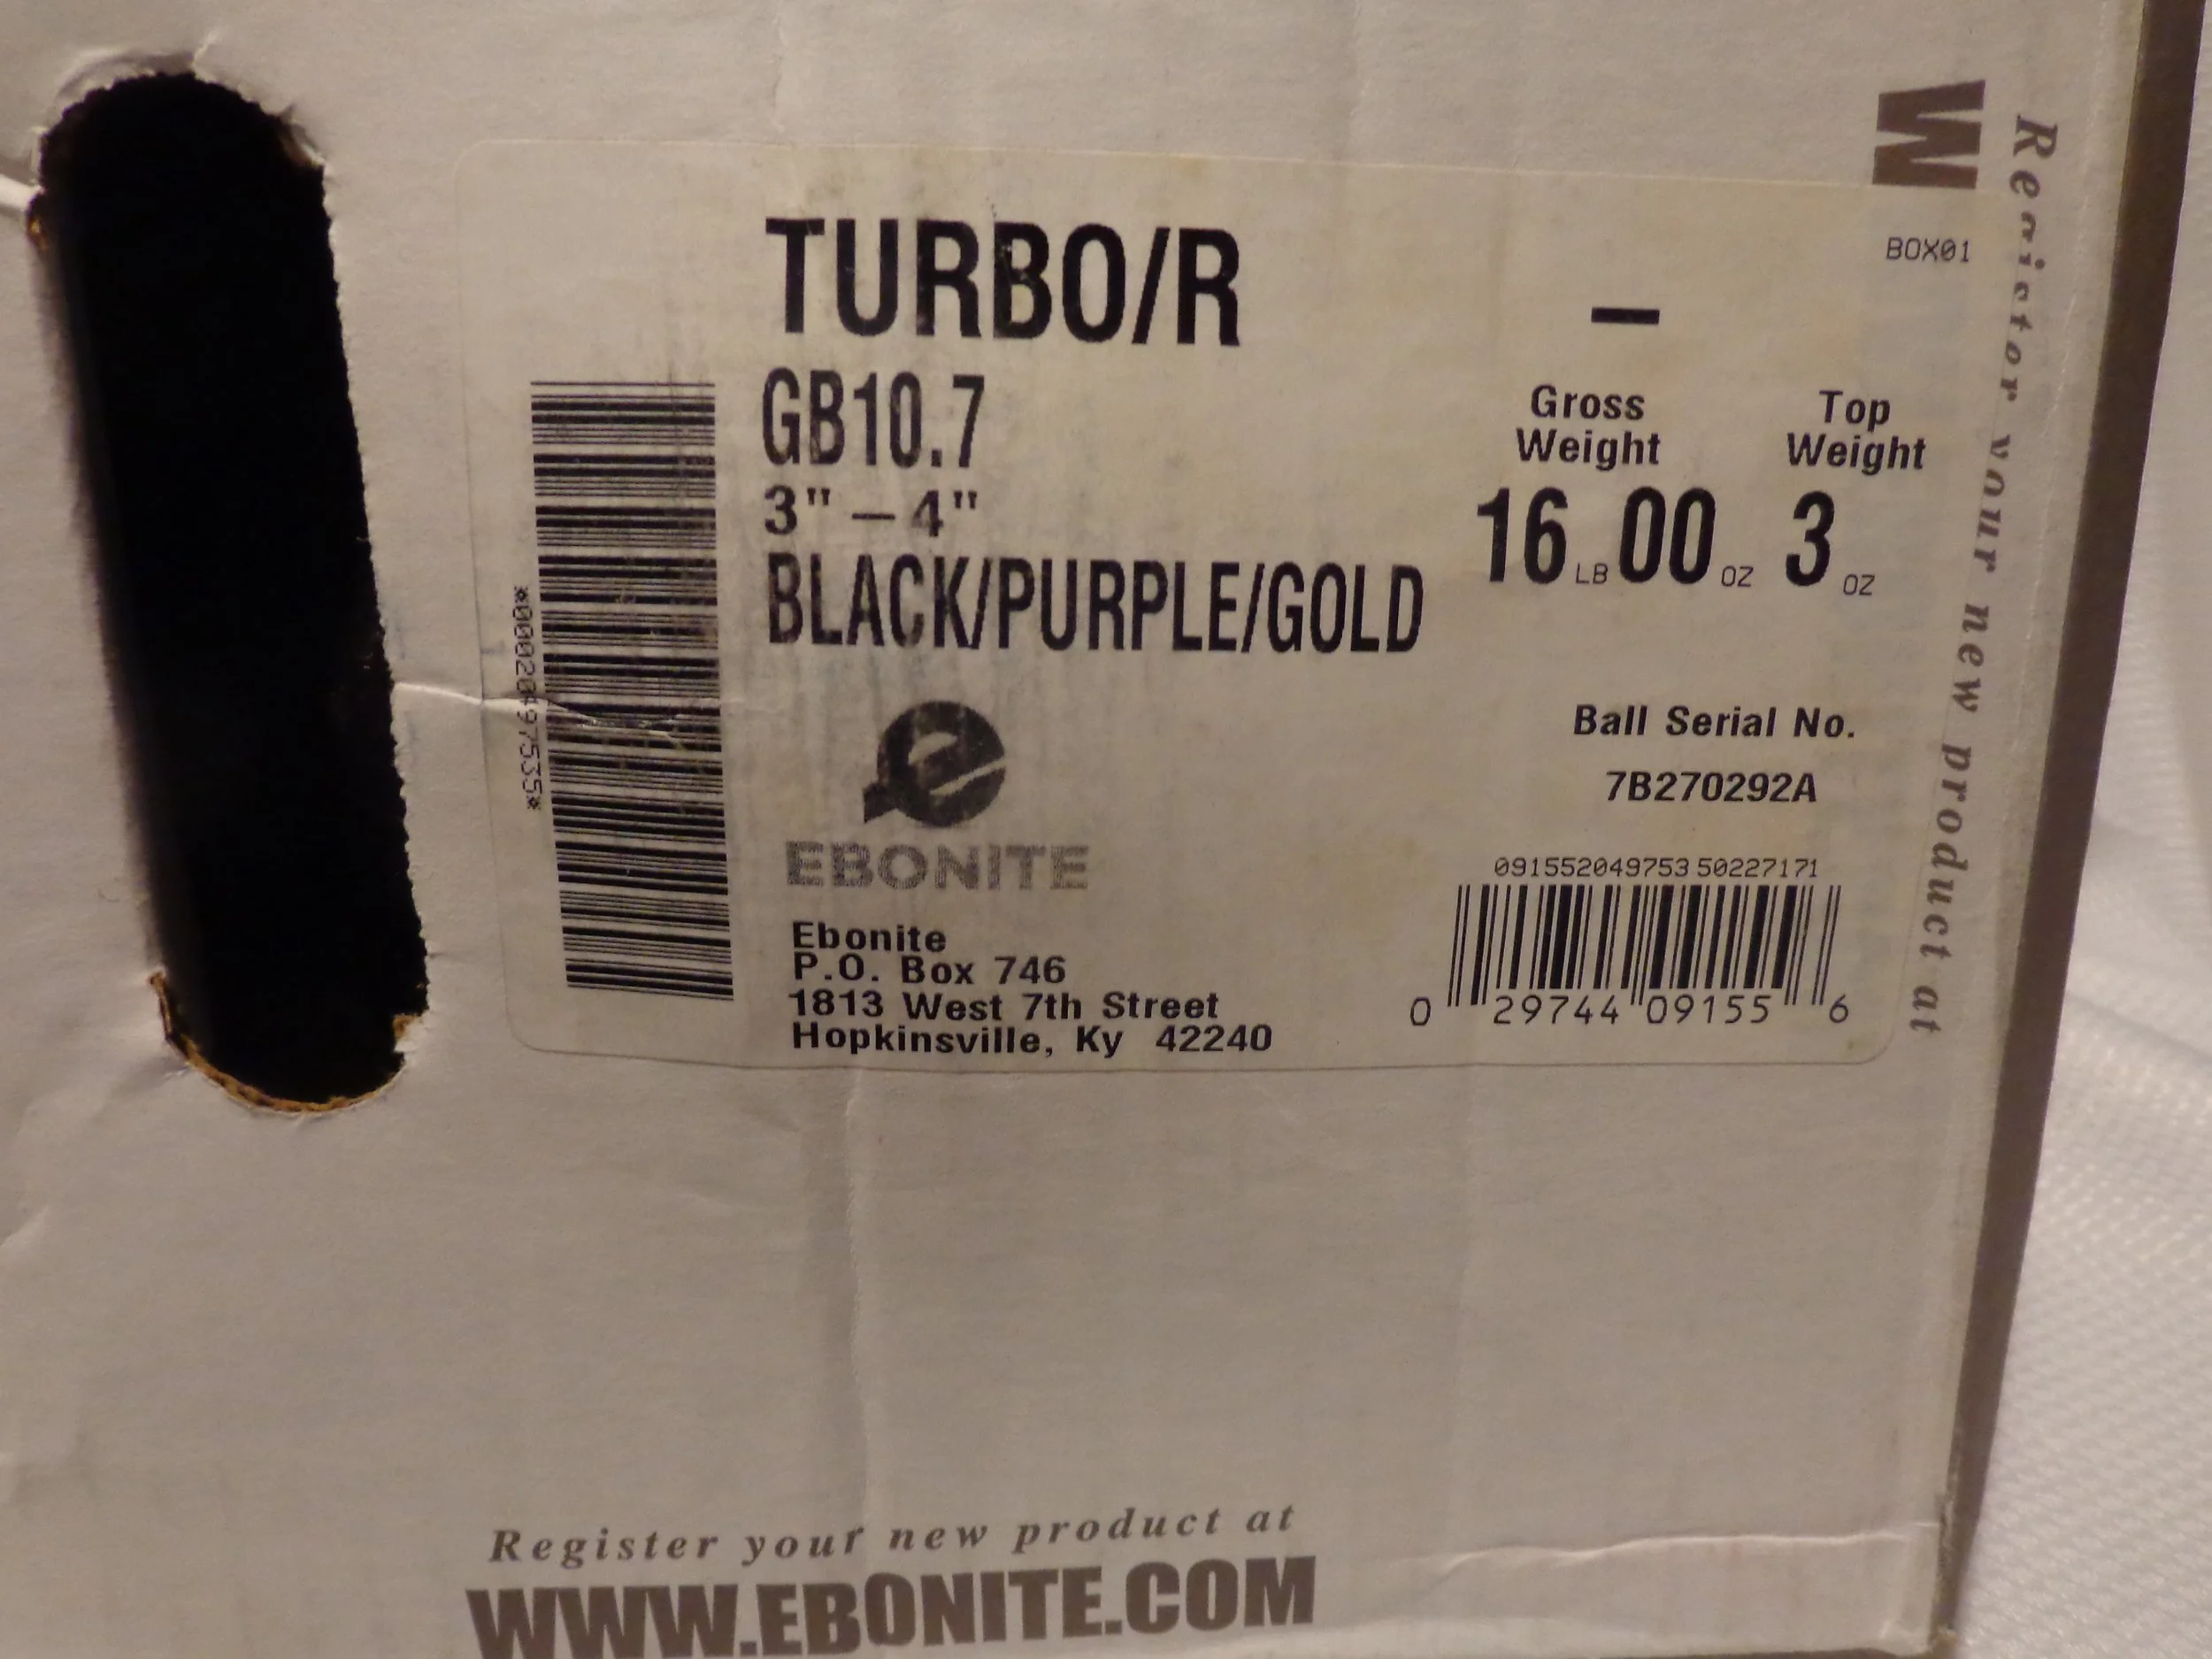 TURBO/R
–
GB10.7
3" – 4"
BLACK/PURPLE/GOLD
Gross
Weight
Top
Weight
16 LB 00 OZ 3 OZ
BOX01
W
Register your new product at
*00020497535*
Ball Serial No.
7B270292A
e
EBONITE
Ebonite
P.O. Box 746
1813 West 7th Street
Hopkinsville, Ky 42240
09155204975350227171
0 29744 09155 6
Register your new product at
WWW.EBONITE.COM